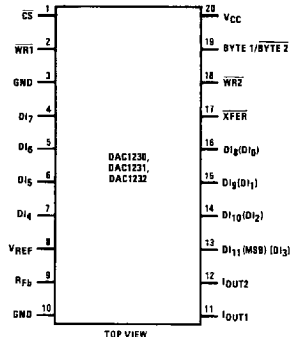 CS 1
WR1 2
GND 3
DI7 4
DI6 5
DI5 6
DI4 7
VREF 8
RFb 9
GND 10
DAC1230,
DAC1231,
DAC1232
20 VCC
19 BYTE 1/BYTE 2
18 WR2
17 XFER
16 DI8(DI0)
15 DI9(DI1)
14 DI10(DI2)
13 DI11(MSB) (DI3)
12 IOUT2
11 IOUT1
TOP VIEW